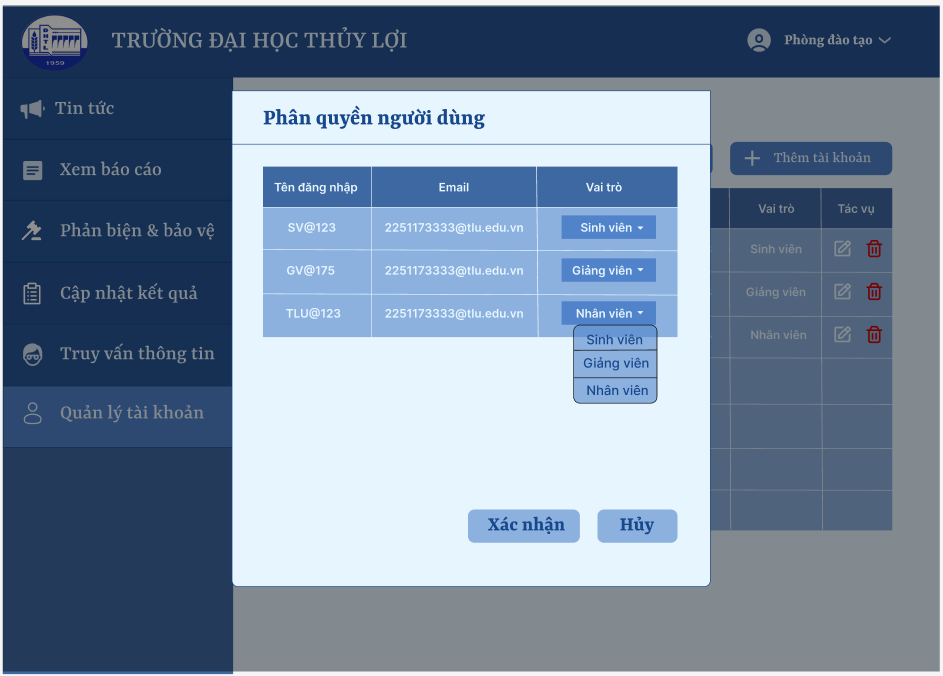 TRƯỜNG ĐẠI HỌC THỦY LỢI
1959
Phòng đào tạo
Tin tức
Xem báo cáo
Phản biện & bảo vệ
Cập nhật kết quả
Truy vấn thông tin
Quản lý tài khoản
Phân quyền người dùng
Tên đăng nhập Email Vai trò
SV@123 2251173333@tlu.edu.vn Sinh viên
GV@175 2251173333@tlu.edu.vn Giảng viên
TLU@123 2251173333@tlu.edu.vn Nhân viên
Sinh viên
Giảng viên
Nhân viên
Xác nhận Hủy
Thêm tài khoản
Vai trò Tác vụ
Sinh viên
Giảng viên
Nhân viên